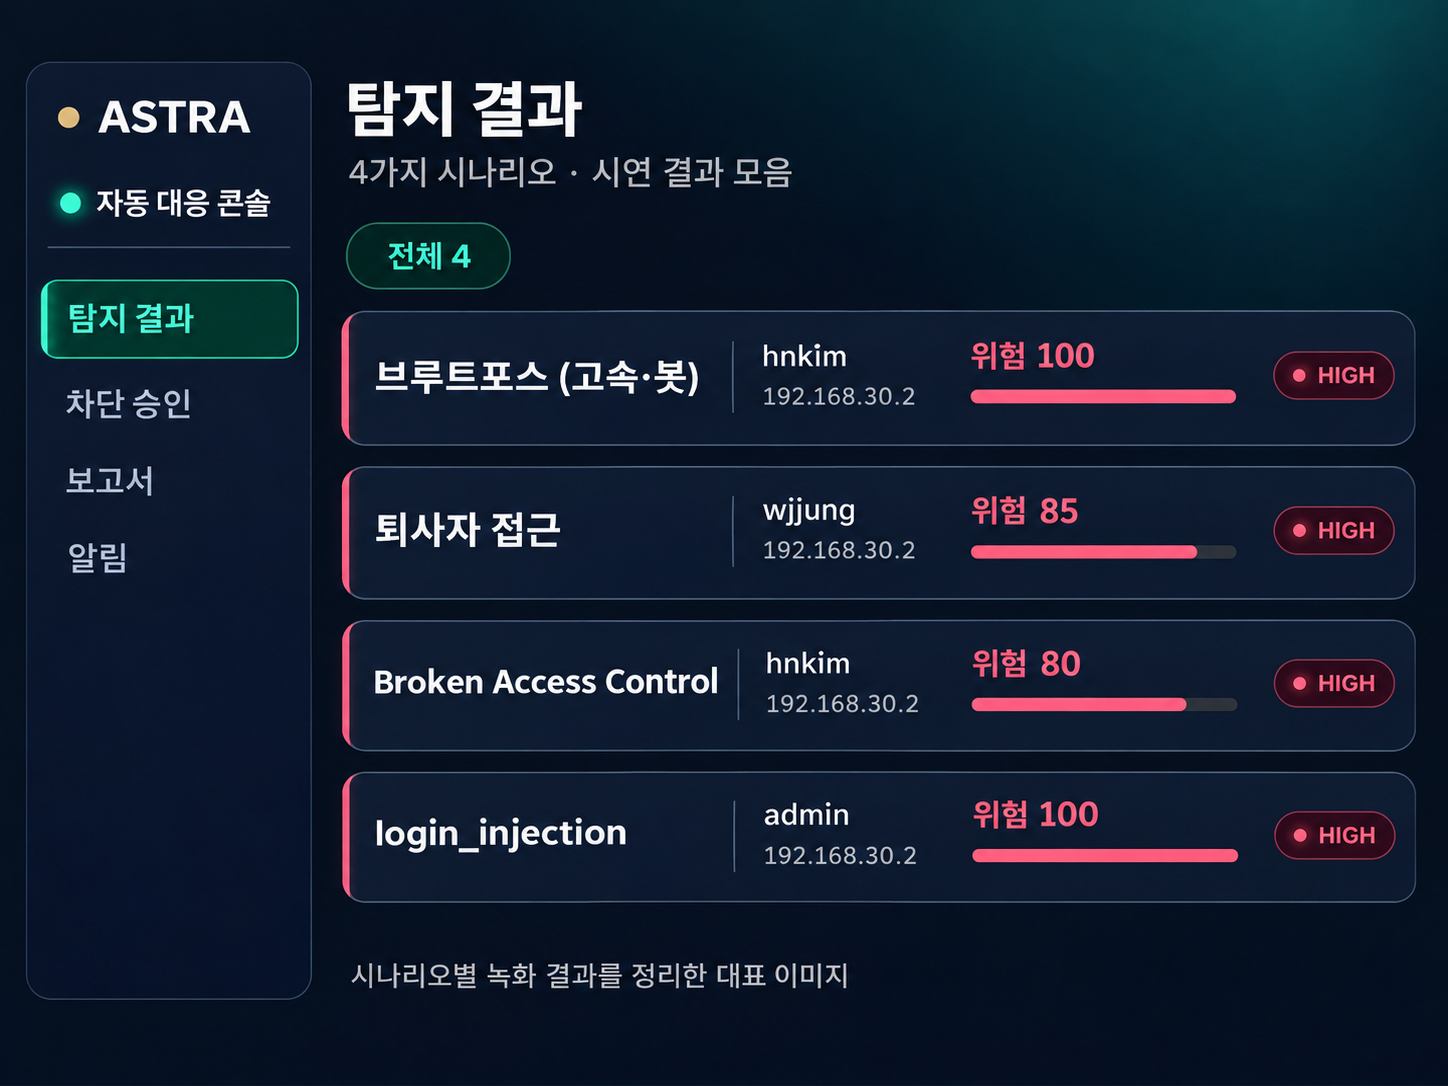 ASTRA
자동 대응 콘솔
탐지 결과
차단 승인
보고서
알림
탐지 결과
4가지 시나리오 · 시연 결과 모음
전체 4
브루트포스 (고속·봇)
hnkim
192.168.30.2
위험 100
HIGH
퇴사자 접근
wjjung
192.168.30.2
위험 85
HIGH
Broken Access Control
hnkim
192.168.30.2
위험 80
HIGH
login_injection
admin
192.168.30.2
위험 100
HIGH
시나리오별 녹화 결과를 정리한 대표 이미지